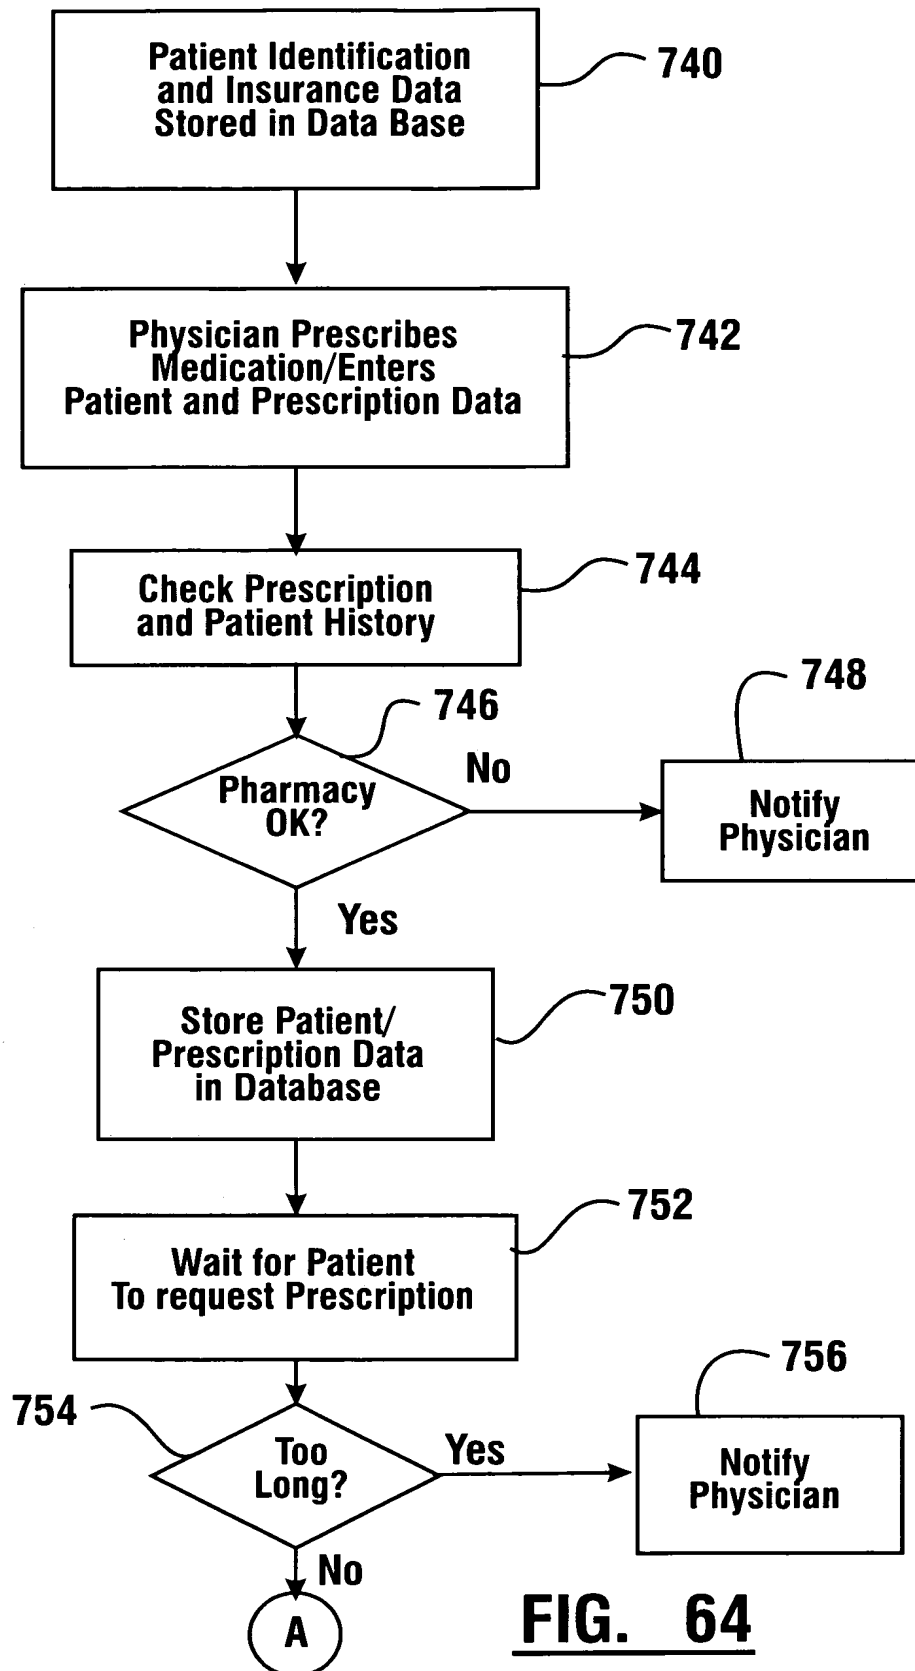 Patient Identification
and Insurance Data
Stored in Data Base
740
Physician Prescribes
Medication/Enters
Patient and Prescription Data
742
Check Prescription
and Patient History
744
746
Pharmacy
OK?
No
748
Notify
Physician
Yes
Store Patient/
Prescription Data
in Database
750
Wait for Patient
To request Prescription
752
754
Too
Long?
Yes
756
Notify
Physician
No
A
FIG. 64